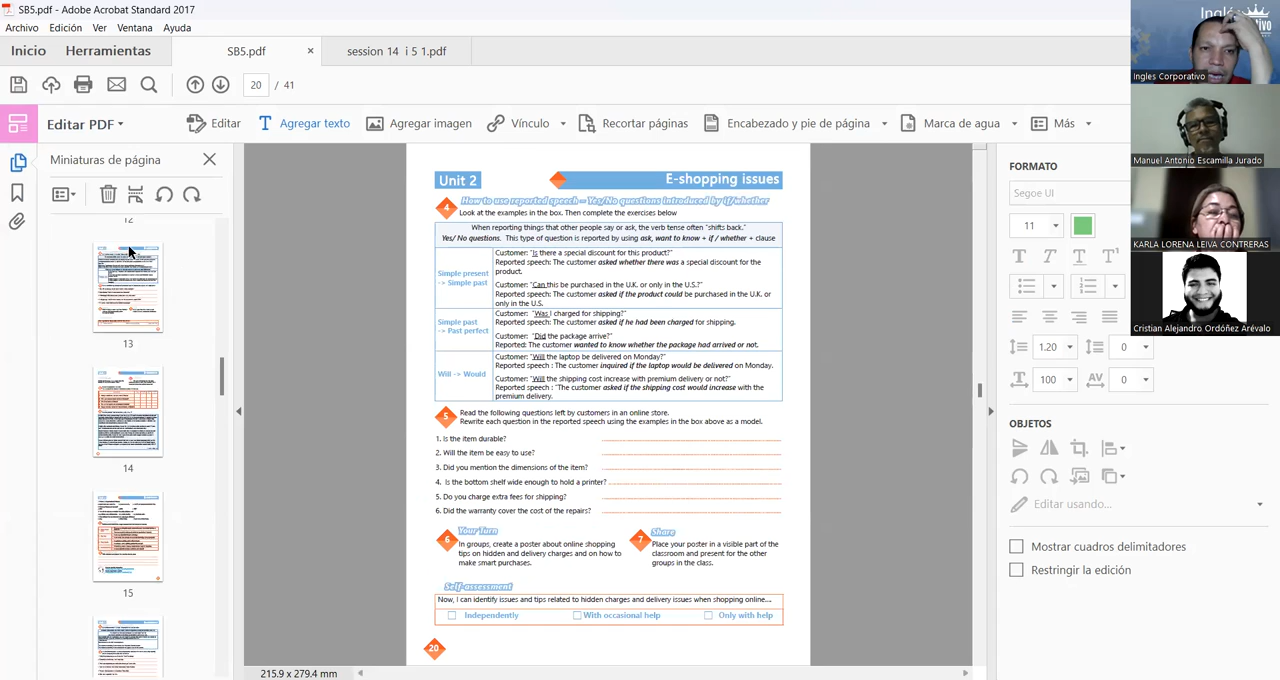 SB5.pdf - Adobe Acrobat Standard 2017
Archivo Edición Ver Ventana Ayuda
Inicio Herramientas SB5.pdf × session 14 i 5 1.pdf
20 / 41
Editar PDF Editar Agregar texto Agregar imagen Vínculo Recortar páginas Encabezado y pie de página Marca de agua Más
Miniaturas de página
12
13
14
15
Unit 2 E-shopping issues
4 How to use reported speech – Yes/No questions introduced by if/whether
Look at the examples in the box. Then complete the exercises below
When reporting things that other people say or ask, the verb tense often "shifts back."
Yes/ No questions. This type of question is reported by using ask, want to know + if / whether + clause
Simple present
-> Simple past
Customer: "Is there a special discount for this product?"
Reported speech: The customer asked whether there was a special discount for the
product.
Customer: "Can this be purchased in the U.K. or only in the U.S.?"
Reported speech: The customer asked if the product could be purchased in the U.K. or
only in the U.S.
Simple past
-> Past perfect
Customer: "Was I charged for shipping?"
Reported speech: The customer asked if he had been charged for shipping.
Customer: "Did the package arrive?"
Reported: The customer wanted to know whether the package had arrived or not.
Will -> Would
Customer: "Will the laptop be delivered on Monday?"
Reported speech : The customer inquired if the laptop would be delivered on Monday.
Customer: "Will the shipping cost increase with premium delivery or not?"
Reported speech : "The customer asked if the shipping cost would increase with the
premium delivery.
5 Read the following questions left by customers in an online store.
Rewrite each question in the reported speech using the examples in the box above as a model.
1. Is the item durable?
2. Will the item be easy to use?
3. Did you mention the dimensions of the item?
4. Is the bottom shelf wide enough to hold a printer?
5. Do you charge extra fees for shipping?
6. Did the warranty cover the cost of the repairs?
6 Your Turn
In groups, create a poster about online shopping
tips on hidden and delivery charges and on how to
make smart purchases.
7 Share
Place your poster in a visible part of the
classroom and present for the other
groups in the class.
Self-assessment
Now, I can identify issues and tips related to hidden charges and delivery issues when shopping online...
Independently With occasional help Only with help
20
215.9 x 279.4 mm
FORMATO
Segoe UI
11
1.20 0
100 0
OBJETOS
Editar usando...
Mostrar cuadros delimitadores
Restringir la edición
Ingles Corporativo
Manuel Antonio Escamilla Jurado
KARLA LORENA LEIVA CONTRERAS
Cristian Alejandro Ordóñez Arévalo